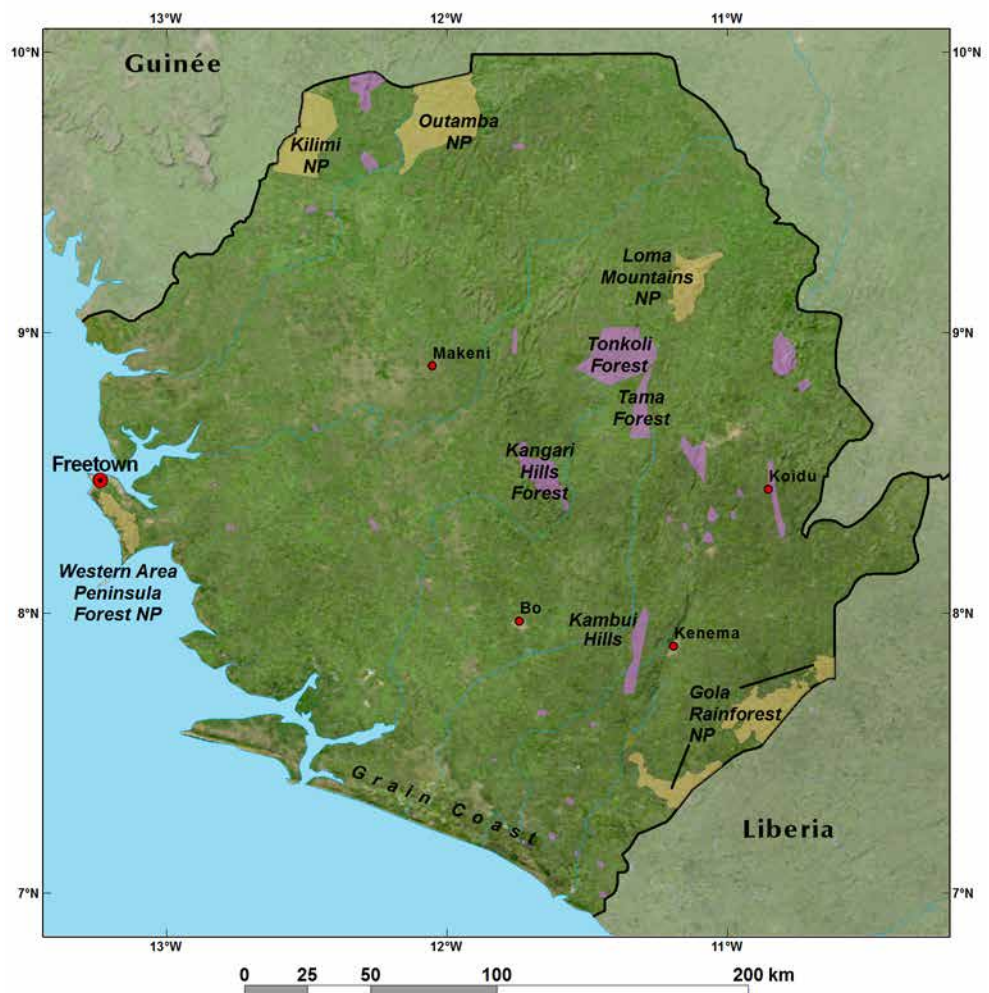 13°W 12°W 11°W
10°N 10°N
Guinée
Outamba
NP
Kilimi
NP
Loma
Mountains
NP
9°N 9°N
Tonkoli
Forest
Makeni
Tama
Forest
Kangari
Hills
Forest
Freetown
Koidu
Western Area
Peninsula
Forest NP
8°N 8°N
Bo
Kambui
Hills
Kenema
Gola
Rainforest
NP
Grain Coast
Liberia
7°N 7°N
13°W 12°W 11°W
0 25 50 100 200 km